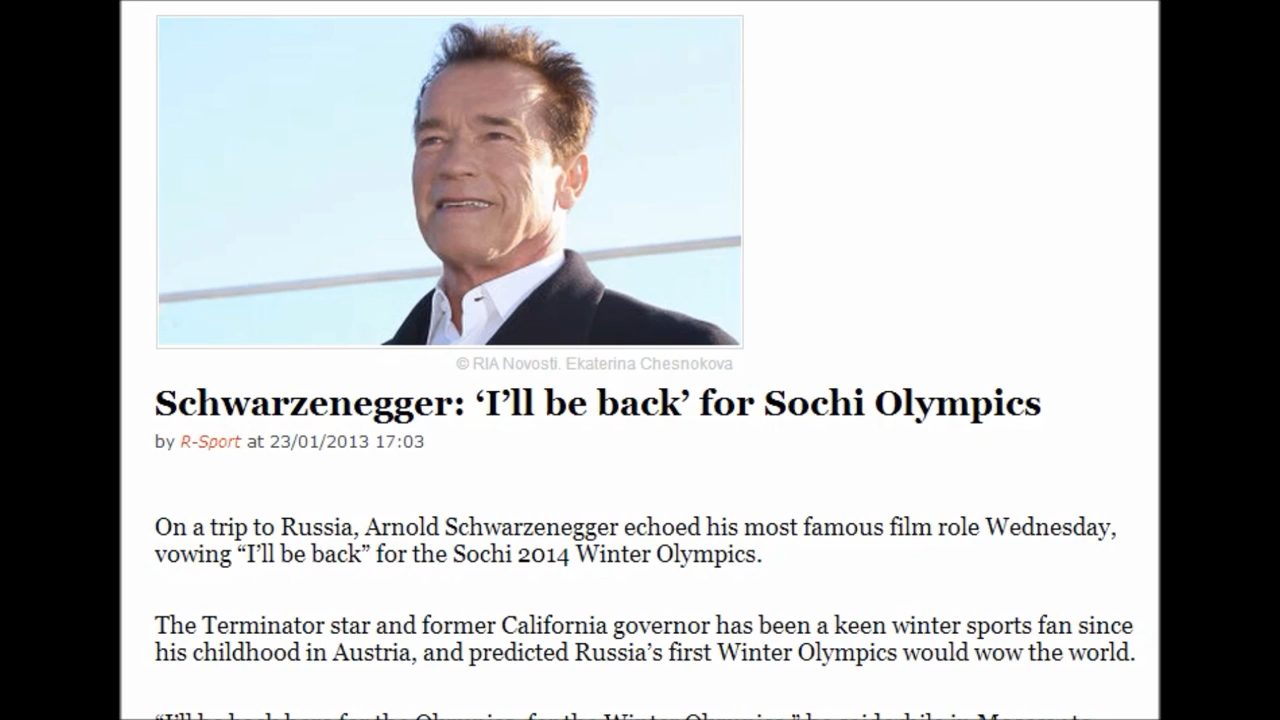 © RIA Novosti. Ekaterina Chesnokova
Schwarzenegger: ‘I’ll be back’ for Sochi Olympics
by R-Sport at 23/01/2013 17:03
On a trip to Russia, Arnold Schwarzenegger echoed his most famous film role Wednesday,
vowing “I’ll be back” for the Sochi 2014 Winter Olympics.
The Terminator star and former California governor has been a keen winter sports fan since
his childhood in Austria, and predicted Russia’s first Winter Olympics would wow the world.